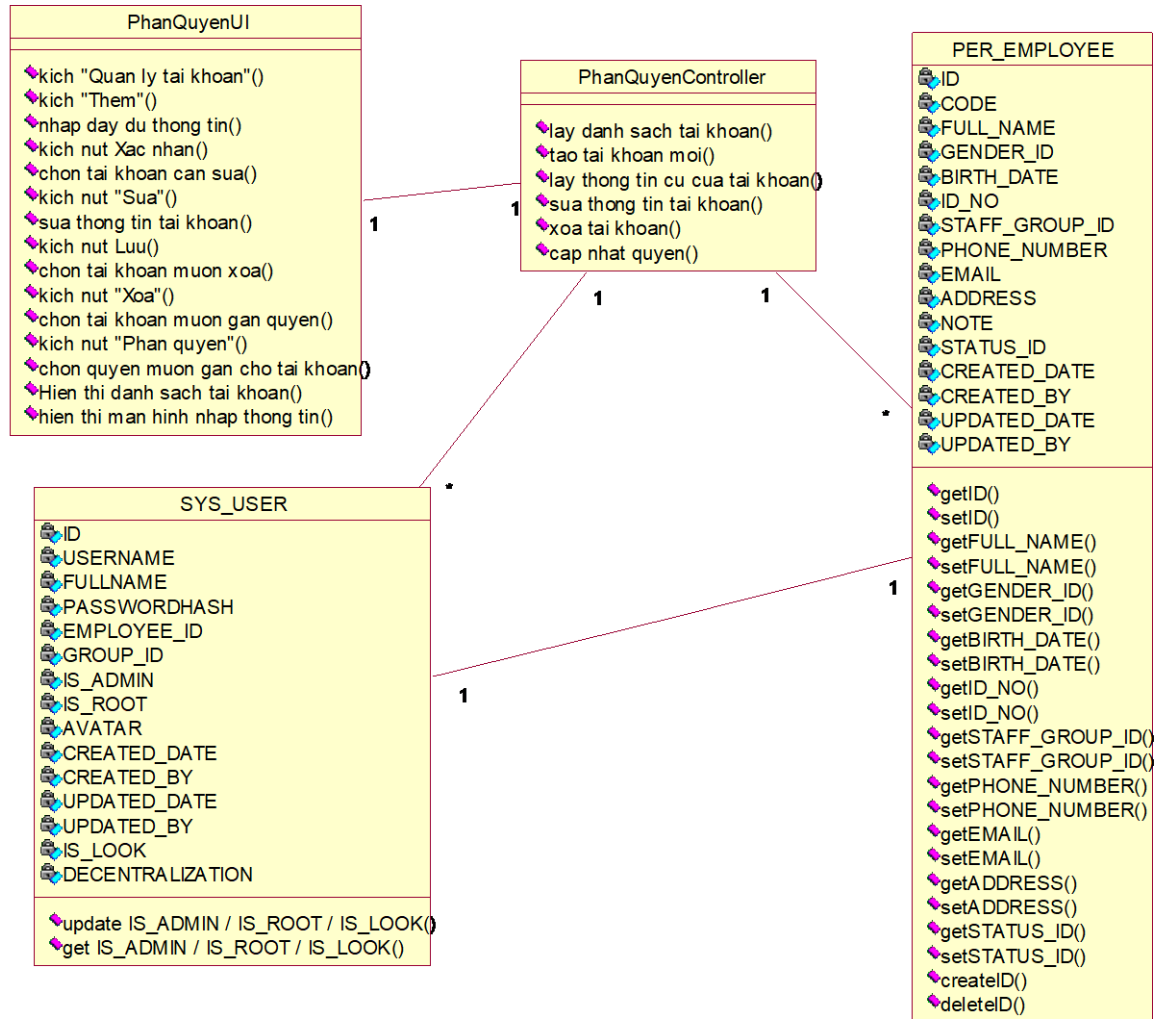 PhanQuyenUI
kich "Quan ly tai khoan"()
kich "Them"()
nhap day du thong tin()
kich nut Xac nhan()
chon tai khoan can sua()
kich nut "Sua"()
sua thong tin tai khoan()
kich nut Luu()
chon tai khoan muon xoa()
kich nut "Xoa"()
chon tai khoan muon gan quyen()
kich nut "Phan quyen"()
chon quyen muon gan cho tai khoan()
Hien thi danh sach tai khoan()
hien thi man hinh nhap thong tin()
1
1
PhanQuyenController
lay danh sach tai khoan()
tao tai khoan moi()
lay thong tin cu cua tai khoan()
sua thong tin tai khoan()
xoa tai khoan()
cap nhat quyen()
1
1
*
*
PER_EMPLOYEE
ID
CODE
FULL_NAME
GENDER_ID
BIRTH_DATE
ID_NO
STAFF_GROUP_ID
PHONE_NUMBER
EMAIL
ADDRESS
NOTE
STATUS_ID
CREATED_DATE
CREATED_BY
UPDATED_DATE
UPDATED_BY
getID()
setID()
getFULL_NAME()
setFULL_NAME()
getGENDER_ID()
setGENDER_ID()
getBIRTH_DATE()
setBIRTH_DATE()
getID_NO()
setID_NO()
getSTAFF_GROUP_ID()
setSTAFF_GROUP_ID()
getPHONE_NUMBER()
setPHONE_NUMBER()
getEMAIL()
setEMAIL()
getADDRESS()
setADDRESS()
getSTATUS_ID()
setSTATUS_ID()
createID()
deleteID()
SYS_USER
ID
USERNAME
FULLNAME
PASSWORDHASH
EMPLOYEE_ID
GROUP_ID
IS_ADMIN
IS_ROOT
AVATAR
CREATED_DATE
CREATED_BY
UPDATED_DATE
UPDATED_BY
IS_LOOK
DECENTRALIZATION
update IS_ADMIN / IS_ROOT / IS_LOOK()
get IS_ADMIN / IS_ROOT / IS_LOOK()
1
1